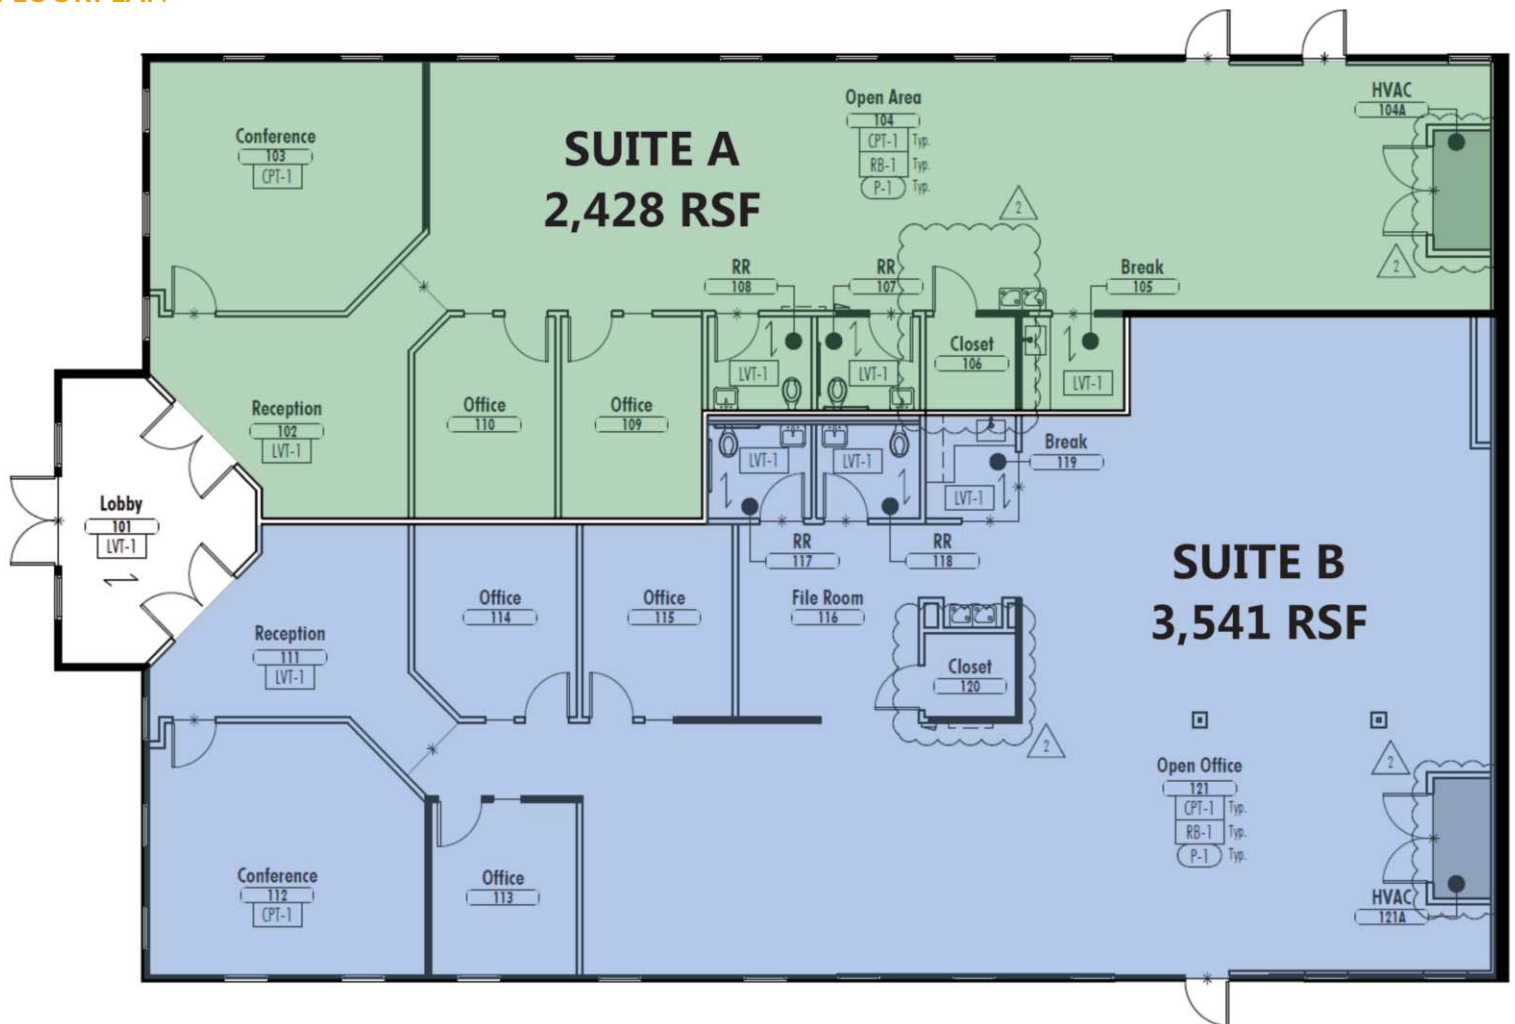 FLOORPLAN
Conference
103
CPT-1
SUITE A
2,428 RSF
Open Area
104
CPT-1 Typ.
RB-1 Typ.
P-1 Typ.
HVAC
104A
2
2
RR
108
RR
107
Break
105
LVT-1
LVT-1
Closet
106
LVT-1
Reception
102
LVT-1
Office
110
Office
109
Lobby
101
LVT-1
LVT-1
LVT-1
Break
119
LVT-1
RR
117
RR
118
SUITE B
3,541 RSF
Reception
111
LVT-1
Office
114
Office
115
File Room
116
Closet
120
2
2
Open Office
121
CPT-1 Typ.
RB-1 Typ.
P-1 Typ.
Conference
112
CPT-1
Office
113
HVAC
121A